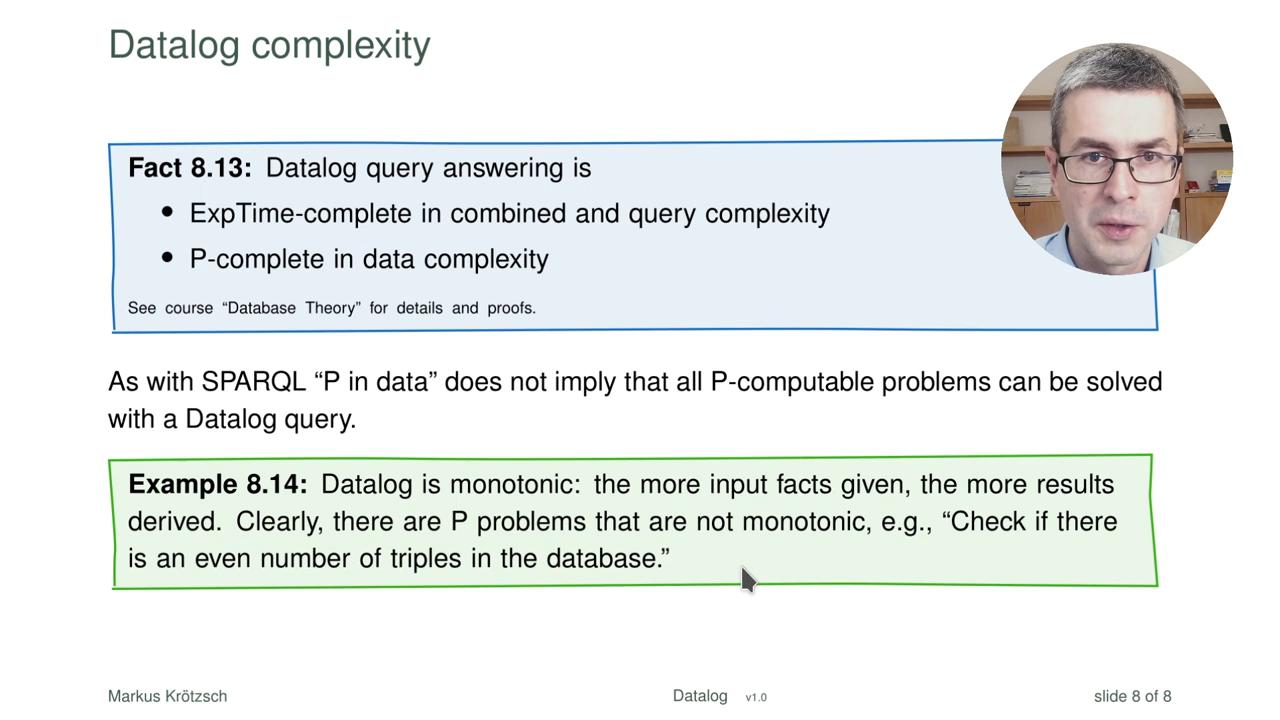 Datalog complexity
Fact 8.13: Datalog query answering is
• ExpTime-complete in combined and query complexity
• P-complete in data complexity
See course “Database Theory” for details and proofs.
As with SPARQL “P in data” does not imply that all P-computable problems can be solved
with a Datalog query.
Example 8.14: Datalog is monotonic: the more input facts given, the more results
derived. Clearly, there are P problems that are not monotonic, e.g., “Check if there
is an even number of triples in the database.”
Markus Krötzsch Datalog v1.0 slide 8 of 8